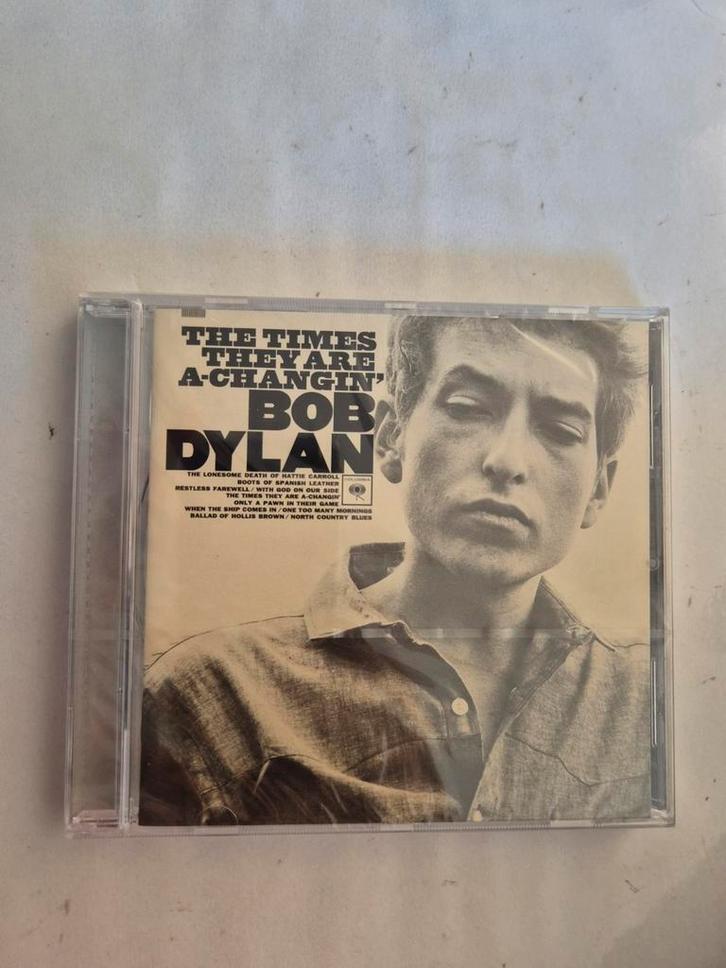 THE TIMES
THEY ARE
A-CHANGIN'
BOB
DYLAN
THE LONESOME DEATH OF HATTIE CARROLL
BOOTS OF SPANISH LEATHER
RESTLESS FAREWELL / WITH GOD ON OUR SIDE
THE TIMES THEY ARE A-CHANGIN'
ONLY A PAWN IN THEIR GAME
WHEN THE SHIP COMES IN / ONE TOO MANY MORNINGS
BALLAD OF HOLLIS BROWN / NORTH COUNTRY BLUES
COLUMBIA